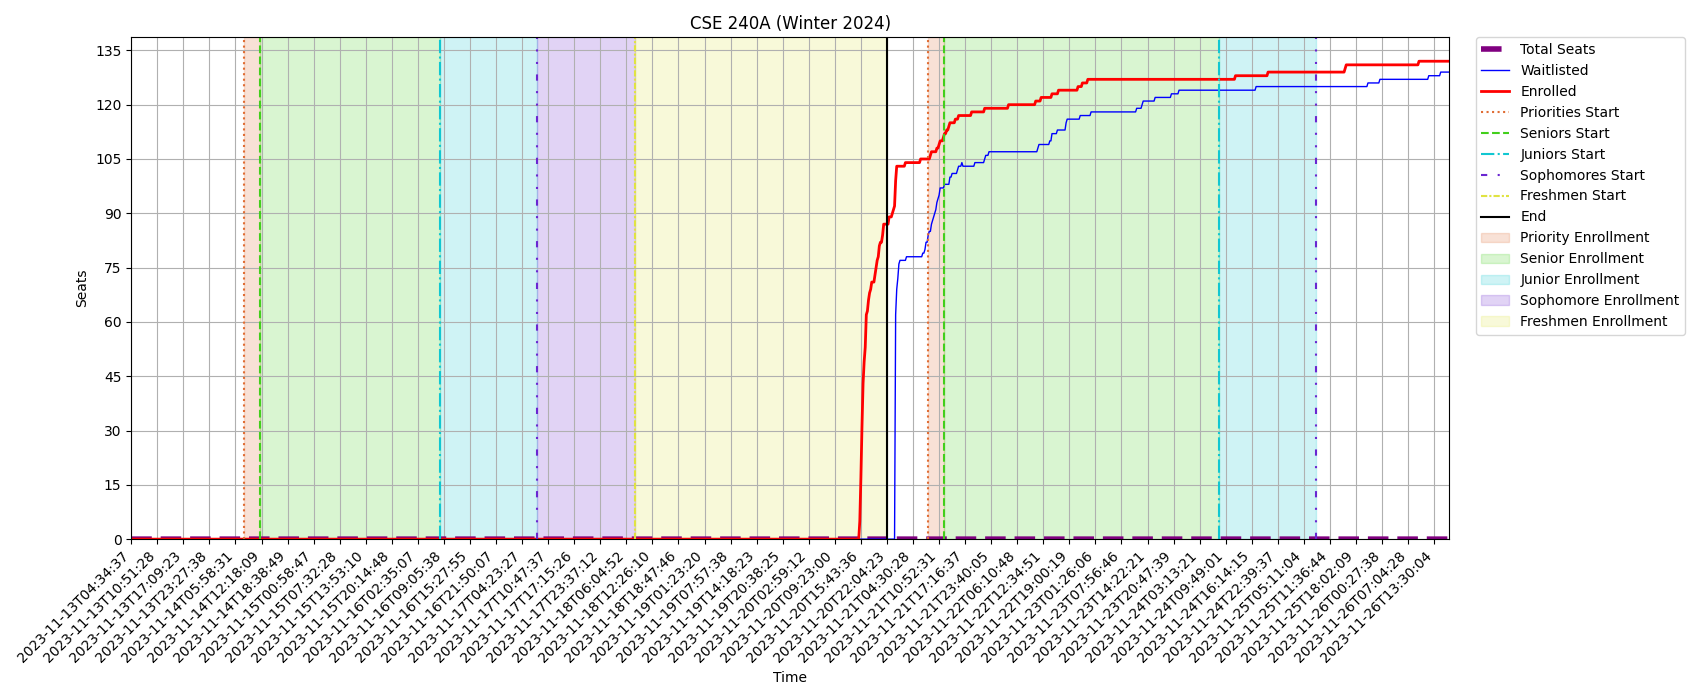 CSE 240A (Winter 2024)
135
120
105
90
75
60
45
30
15
0
Seats
2023-11-13T04:34:37
2023-11-13T10:51:28
2023-11-13T17:09:23
2023-11-13T23:27:38
2023-11-14T05:58:31
2023-11-14T12:18:09
2023-11-14T18:38:49
2023-11-15T00:58:47
2023-11-15T07:32:28
2023-11-15T13:53:10
2023-11-15T20:14:48
2023-11-16T02:35:07
2023-11-16T09:05:38
2023-11-16T15:27:55
2023-11-16T21:50:07
2023-11-17T04:23:27
2023-11-17T10:47:37
2023-11-17T17:15:26
2023-11-17T23:37:12
2023-11-18T06:04:52
2023-11-18T12:26:10
2023-11-18T18:47:46
2023-11-19T01:23:20
2023-11-19T07:57:38
2023-11-19T14:18:23
2023-11-19T20:38:25
2023-11-20T02:59:12
2023-11-20T09:23:00
2023-11-20T15:43:36
2023-11-20T22:04:23
2023-11-21T04:30:28
2023-11-21T10:52:31
2023-11-21T17:16:37
2023-11-21T23:40:05
2023-11-22T06:10:48
2023-11-22T12:34:51
2023-11-22T19:00:19
2023-11-23T01:26:06
2023-11-23T07:56:46
2023-11-23T14:22:21
2023-11-23T20:47:39
2023-11-24T03:13:21
2023-11-24T09:49:01
2023-11-24T16:14:15
2023-11-24T22:39:37
2023-11-25T05:11:04
2023-11-25T11:36:44
2023-11-25T18:02:09
2023-11-26T00:27:38
2023-11-26T07:04:28
2023-11-26T13:30:04
Time
Total Seats
Waitlisted
Enrolled
Priorities Start
Seniors Start
Juniors Start
Sophomores Start
Freshmen Start
End
Priority Enrollment
Senior Enrollment
Junior Enrollment
Sophomore Enrollment
Freshmen Enrollment